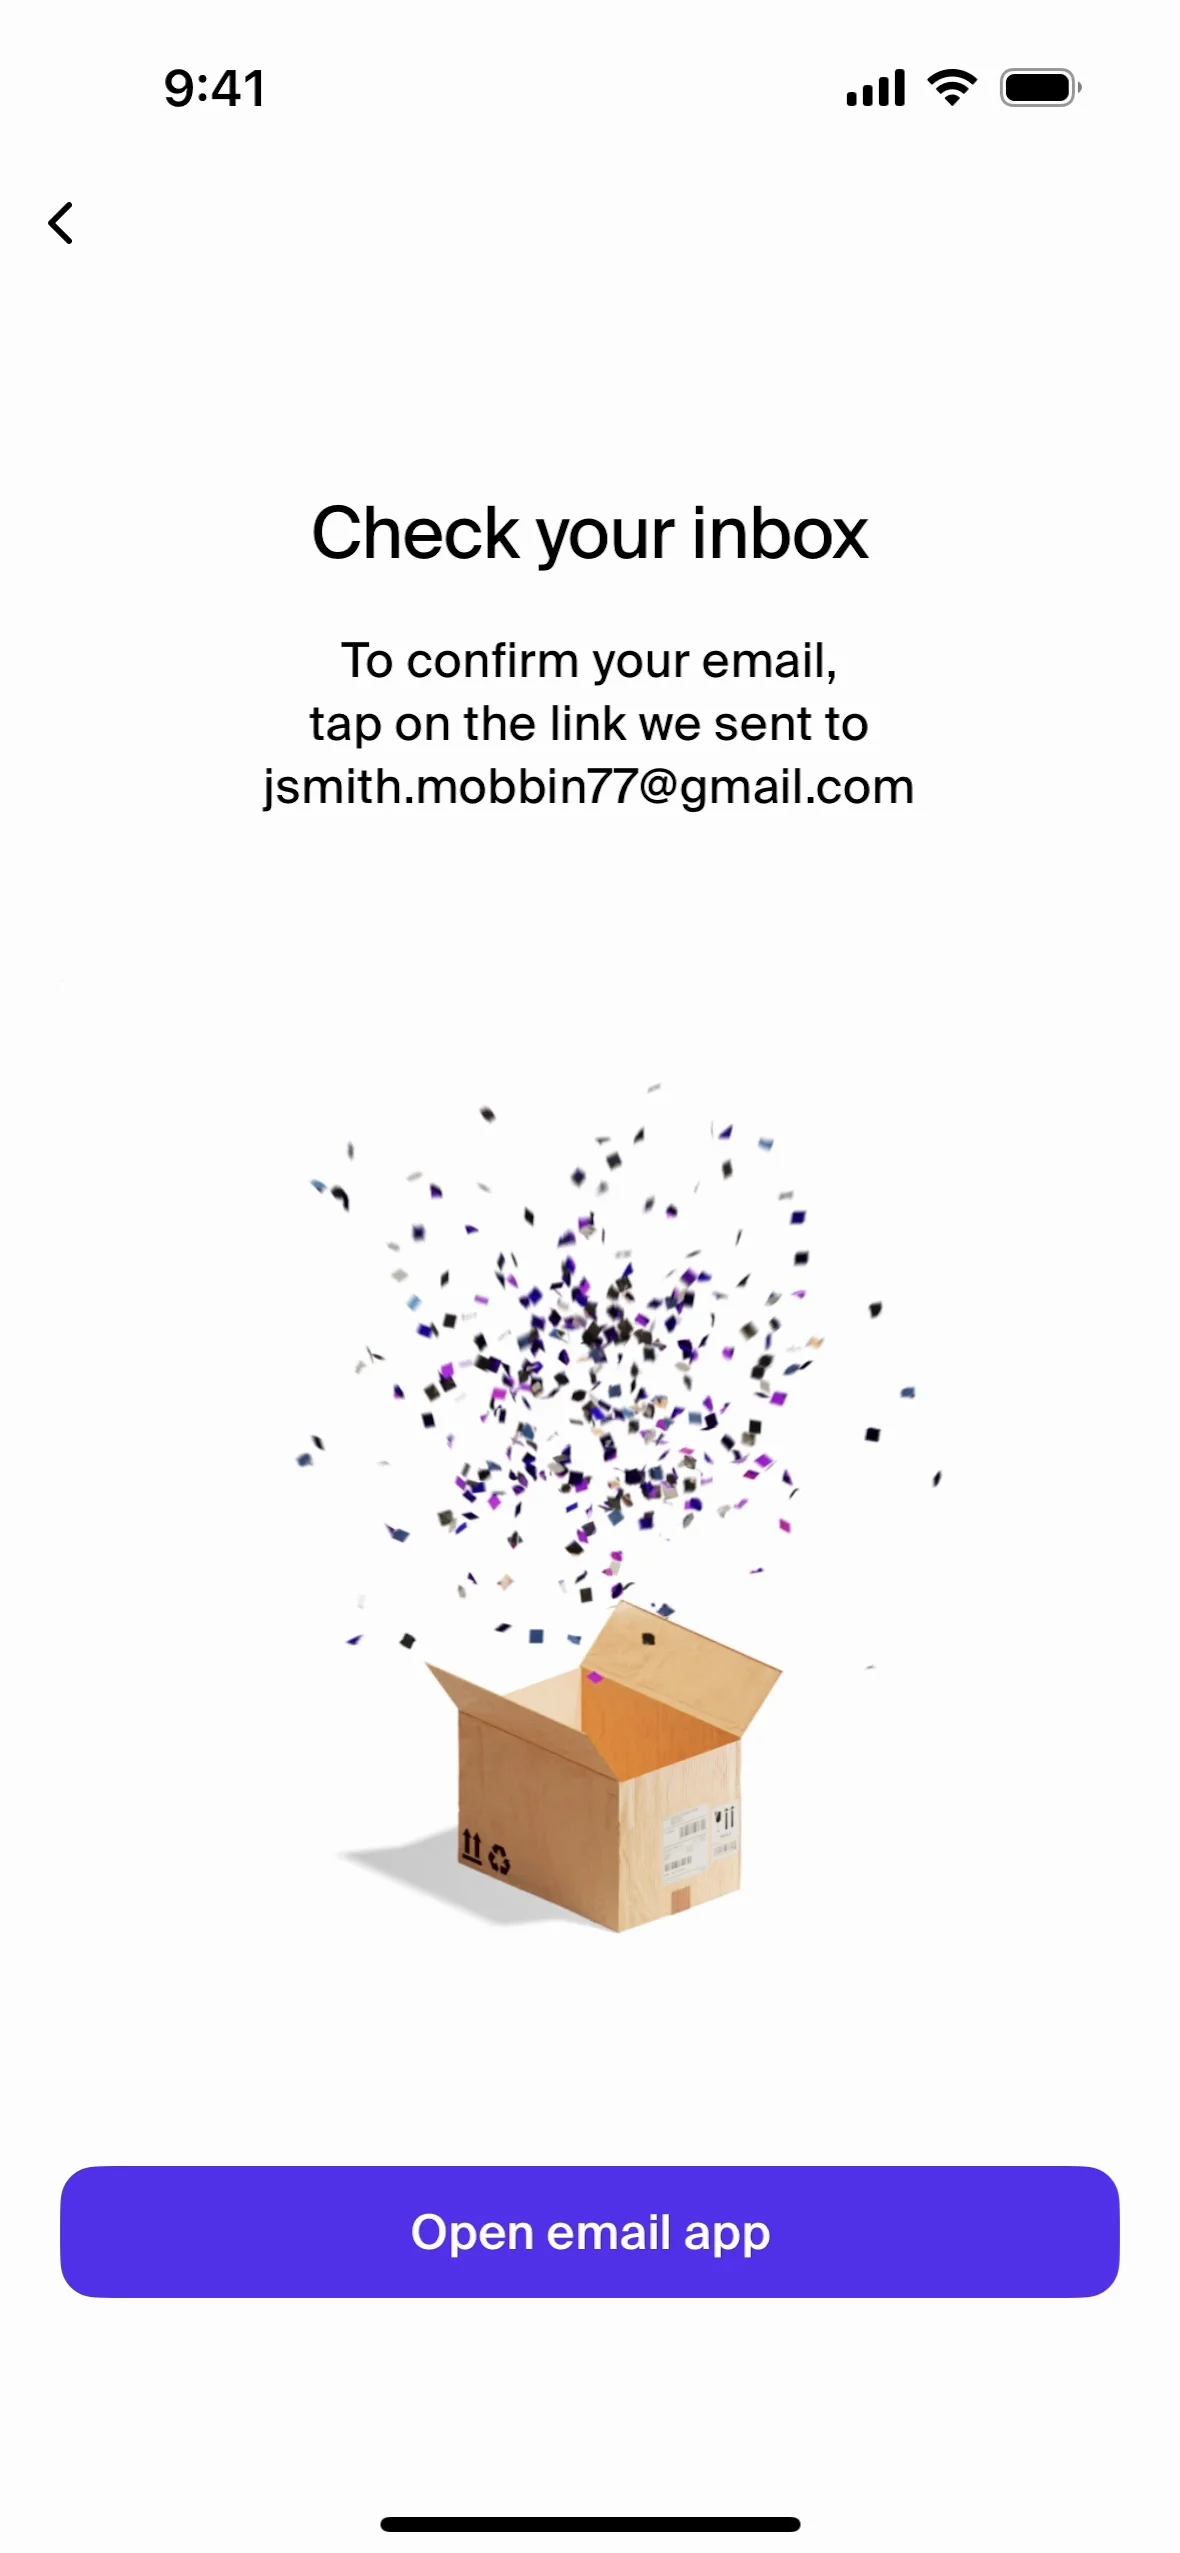 9:41
Check your inbox
To confirm your email,
tap on the link we sent to
jsmith.mobbin77@gmail.com
Open email app